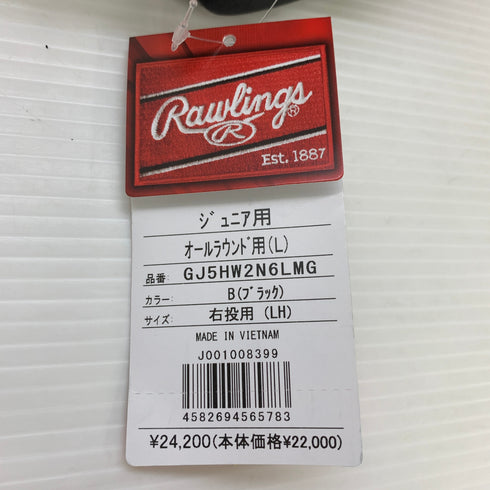 Rawlings®
R
Est. 1887
ジュニア用
オールラウンド用(L)
品番: GJ5HW2N6LMG
カラー: B(ブラック)
サイズ: 右投用 (LH)
MADE IN VIETNAM
J001008399
4582694565783
¥24,200(本体価格¥22,000)